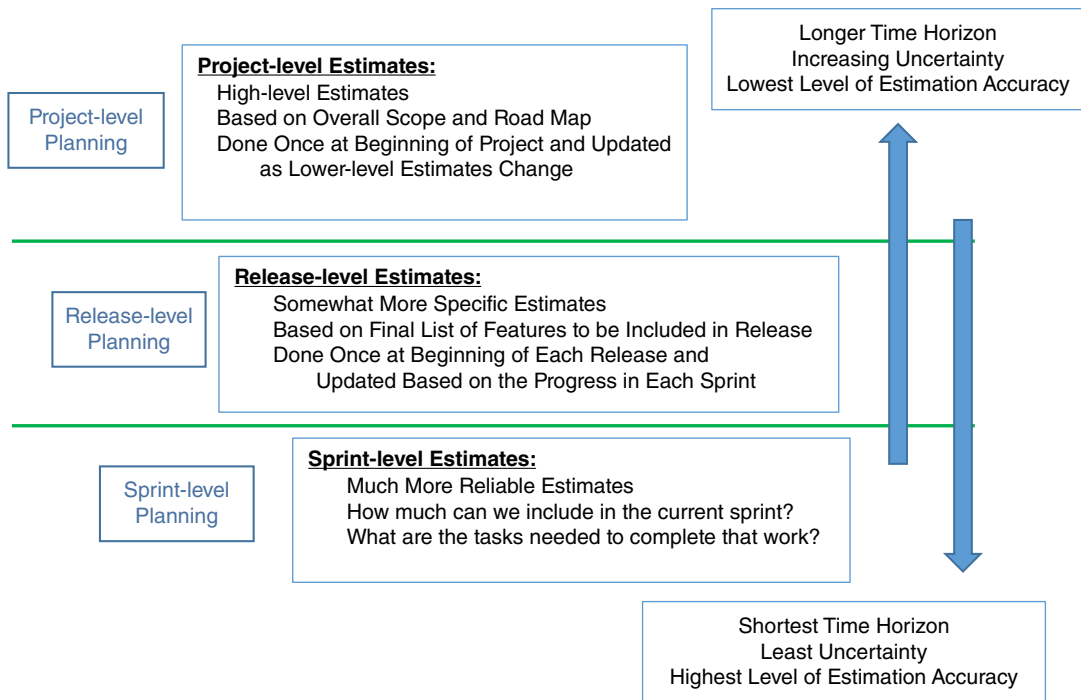 Longer Time Horizon
Increasing Uncertainty
Lowest Level of Estimation Accuracy
Project-level
Planning
Project-level Estimates:
High-level Estimates
Based on Overall Scope and Road Map
Done Once at Beginning of Project and Updated
as Lower-level Estimates Change
Release-level
Planning
Release-level Estimates:
Somewhat More Specific Estimates
Based on Final List of Features to be Included in Release
Done Once at Beginning of Each Release and
Updated Based on the Progress in Each Sprint
Sprint-level
Planning
Sprint-level Estimates:
Much More Reliable Estimates
How much can we include in the current sprint?
What are the tasks needed to complete that work?
Shortest Time Horizon
Least Uncertainty
Highest Level of Estimation Accuracy